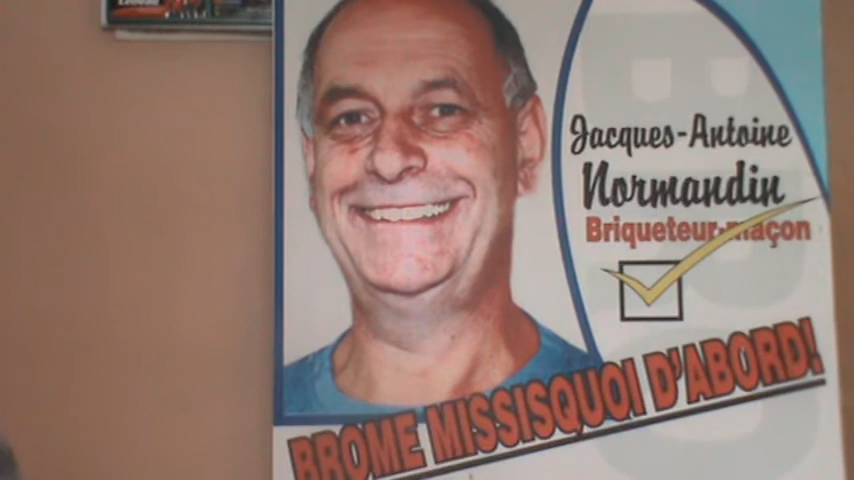 Jacques-Antoine
Normandin
Briqueteur-maçon
BROME MISSISQUOI D'ABORD!